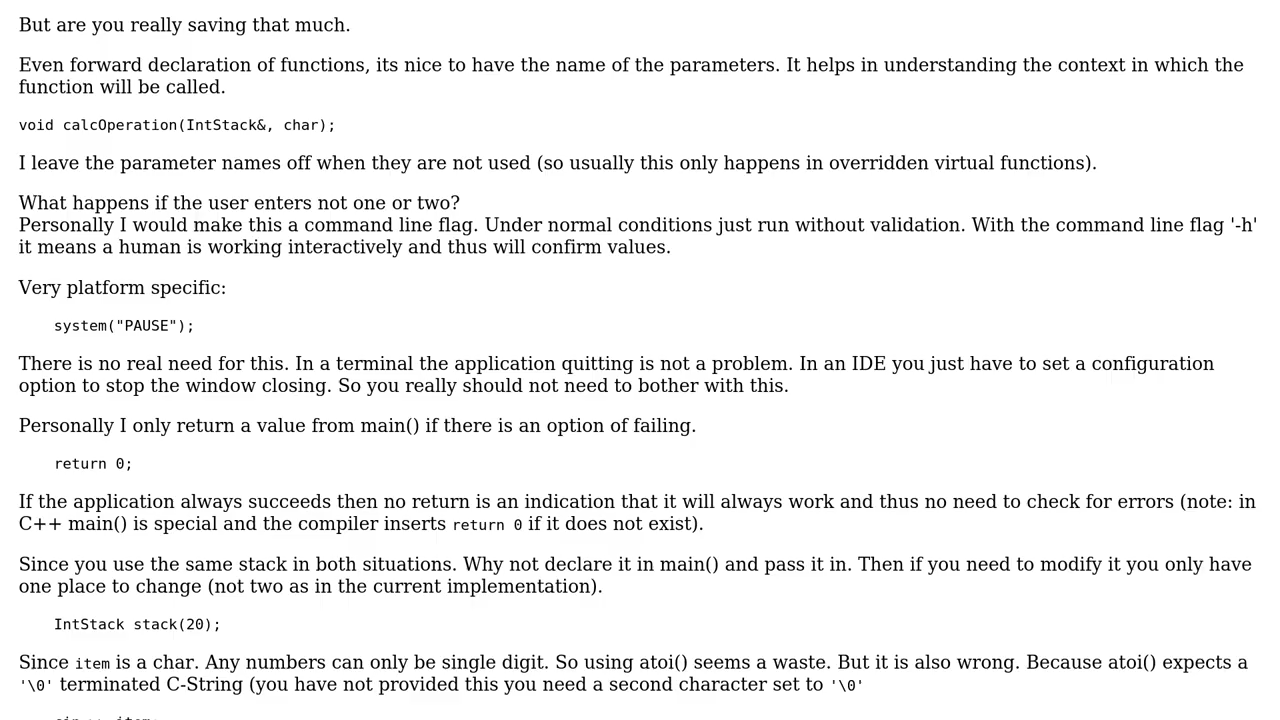 But are you really saving that much.
Even forward declaration of functions, its nice to have the name of the parameters. It helps in understanding the context in which the
function will be called.
void calcOperation(IntStack&, char);
I leave the parameter names off when they are not used (so usually this only happens in overridden virtual functions).
What happens if the user enters not one or two?
Personally I would make this a command line flag. Under normal conditions just run without validation. With the command line flag '-h'
it means a human is working interactively and thus will confirm values.
Very platform specific:
system("PAUSE");
There is no real need for this. In a terminal the application quitting is not a problem. In an IDE you just have to set a configuration
option to stop the window closing. So you really should not need to bother with this.
Personally I only return a value from main() if there is an option of failing.
return 0;
If the application always succeeds then no return is an indication that it will always work and thus no need to check for errors (note: in
C++ main() is special and the compiler inserts return 0 if it does not exist).
Since you use the same stack in both situations. Why not declare it in main() and pass it in. Then if you need to modify it you only have
one place to change (not two as in the current implementation).
IntStack stack(20);
Since item is a char. Any numbers can only be single digit. So using atoi() seems a waste. But it is also wrong. Because atoi() expects a
'\0' terminated C-String (you have not provided this you need a second character set to '\0'